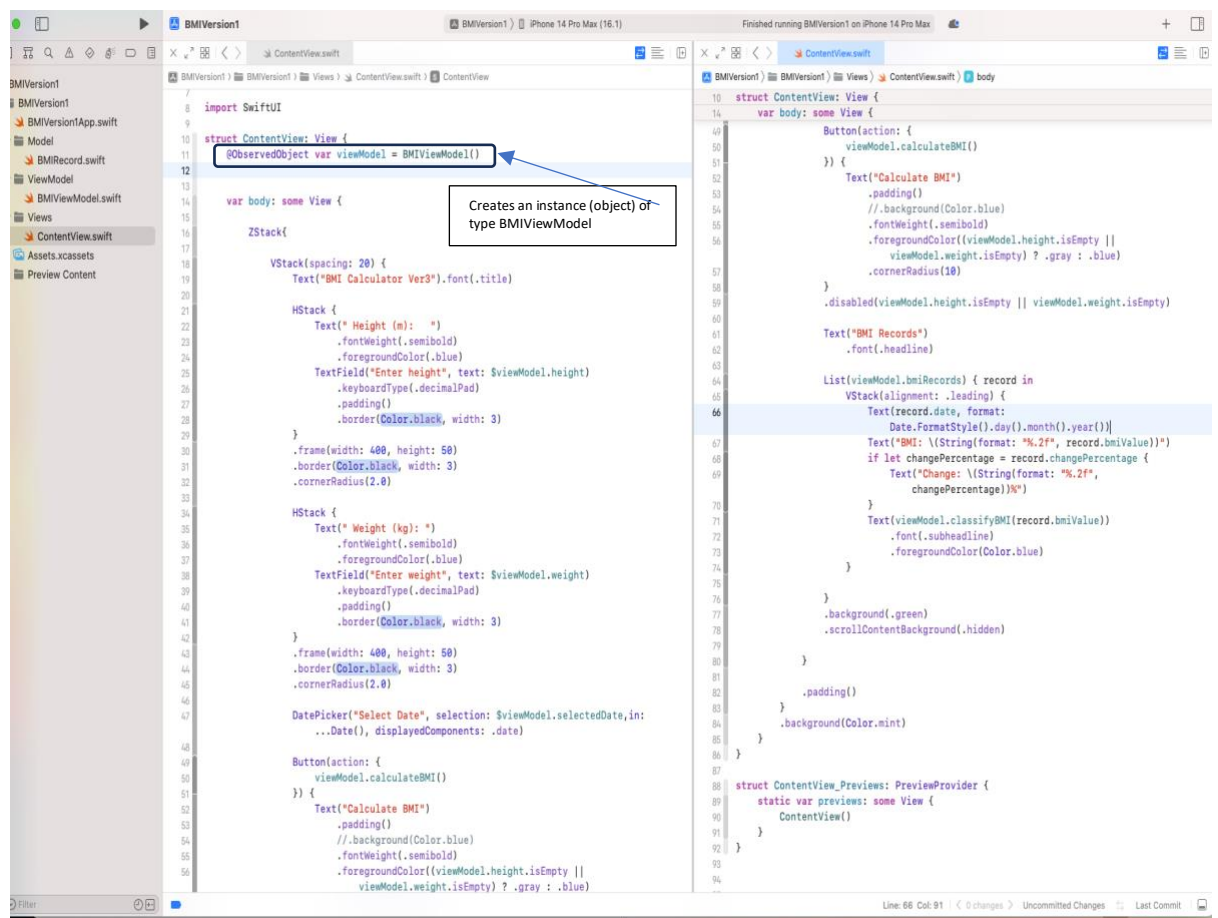 BMIVersion1
BMIVersion1 〉 iPhone 14 Pro Max (16.1)
Finished running BMIVersion1 on iPhone 14 Pro Max
BMIVersion1
BMIVersion1
BMIVersion1App.swift
Model
BMIRecord.swift
ViewModel
BMIViewModel.swift
Views
ContentView.swift
Assets.xcassets
Preview Content
Filter
ContentView.swift
BMIVersion1 〉 BMIVersion1 〉 Views 〉 ContentView.swift 〉 ContentView
7
8 import SwiftUI
9
10 struct ContentView: View {
11 @ObservedObject var viewModel = BMIViewModel()
12
13
14 var body: some View {
15
16 ZStack{
17
18 VStack(spacing: 20) {
19 Text("BMI Calculator Ver3").font(.title)
20
21 HStack {
22 Text(" Height (m):   ")
23 .fontWeight(.semibold)
24 .foregroundColor(.blue)
25 TextField("Enter height", text: $viewModel.height)
26 .keyboardType(.decimalPad)
27 .padding()
28 .border(Color.black, width: 3)
29 }
30 .frame(width: 400, height: 50)
31 .border(Color.black, width: 3)
32 .cornerRadius(2.0)
33
34 HStack {
35 Text(" Weight (kg): ")
36 .fontWeight(.semibold)
37 .foregroundColor(.blue)
38 TextField("Enter weight", text: $viewModel.weight)
39 .keyboardType(.decimalPad)
40 .padding()
41 .border(Color.black, width: 3)
42 }
43 .frame(width: 400, height: 50)
44 .border(Color.black, width: 3)
45 .cornerRadius(2.0)
46
47 DatePicker("Select Date", selection: $viewModel.selectedDate,in:
...Date(), displayedComponents: .date)
48
49 Button(action: {
50 viewModel.calculateBMI()
51 }) {
52 Text("Calculate BMI")
53 .padding()
54 //.background(Color.blue)
55 .fontWeight(.semibold)
56 .foregroundColor((viewModel.height.isEmpty ||
viewModel.weight.isEmpty) ? .gray : .blue)
Creates an instance (object) of
type BMIViewModel
ContentView.swift
BMIVersion1 〉 BMIVersion1 〉 Views 〉 ContentView.swift 〉 body
10 struct ContentView: View {
14 var body: some View {
49 Button(action: {
50 viewModel.calculateBMI()
51 }) {
52 Text("Calculate BMI")
53 .padding()
54 //.background(Color.blue)
55 .fontWeight(.semibold)
56 .foregroundColor((viewModel.height.isEmpty ||
viewModel.weight.isEmpty) ? .gray : .blue)
57 .cornerRadius(10)
58 }
59 .disabled(viewModel.height.isEmpty || viewModel.weight.isEmpty)
60
61 Text("BMI Records")
62 .font(.headline)
63
64 List(viewModel.bmiRecords) { record in
65 VStack(alignment: .leading) {
66 Text(record.date, format:
Date.FormatStyle().day().month().year())
67 Text("BMI: \(String(format: "%.2f", record.bmiValue))")
68 if let changePercentage = record.changePercentage {
69 Text("Change: \(String(format: "%.2f",
changePercentage))%")
70 }
71 Text(viewModel.classifyBMI(record.bmiValue))
72 .font(.subheadline)
73 .foregroundColor(Color.blue)
74 }
75
76 }
77 .background(.green)
78 .scrollContentBackground(.hidden)
79
80 }
81
82 .padding()
83 }
84 .background(Color.mint)
85 }
86 }
87
88 struct ContentView_Previews: PreviewProvider {
89 static var previews: some View {
90 ContentView()
91 }
92 }
93
94
Line: 66 Col: 91 〈 0 changes 〉 Uncommitted Changes Last Commit